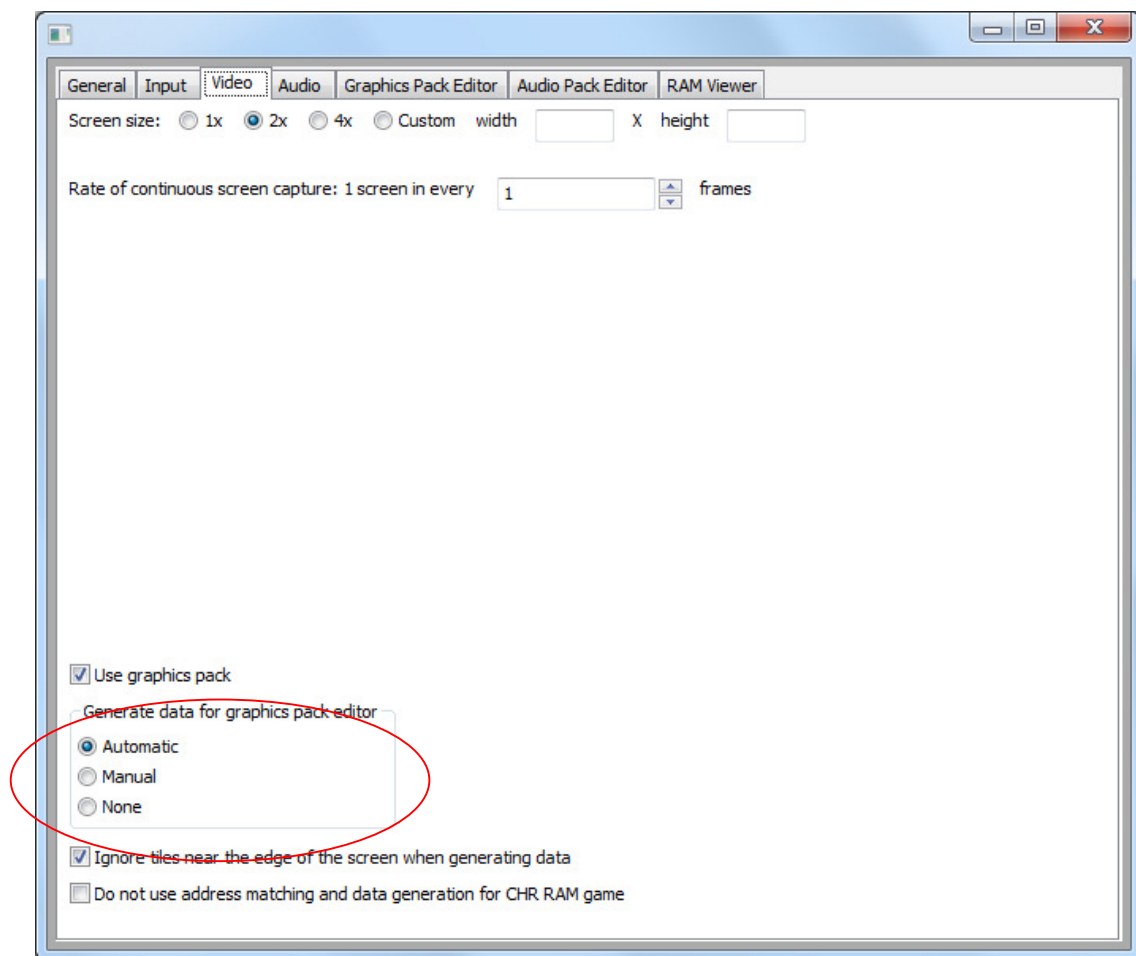 General Input Video Audio Graphics Pack Editor Audio Pack Editor RAM Viewer
Screen size: 1x 2x 4x Custom width X height
Rate of continuous screen capture: 1 screen in every 1 frames
Use graphics pack
Generate data for graphics pack editor
Automatic
Manual
None
Ignore tiles near the edge of the screen when generating data
Do not use address matching and data generation for CHR RAM game